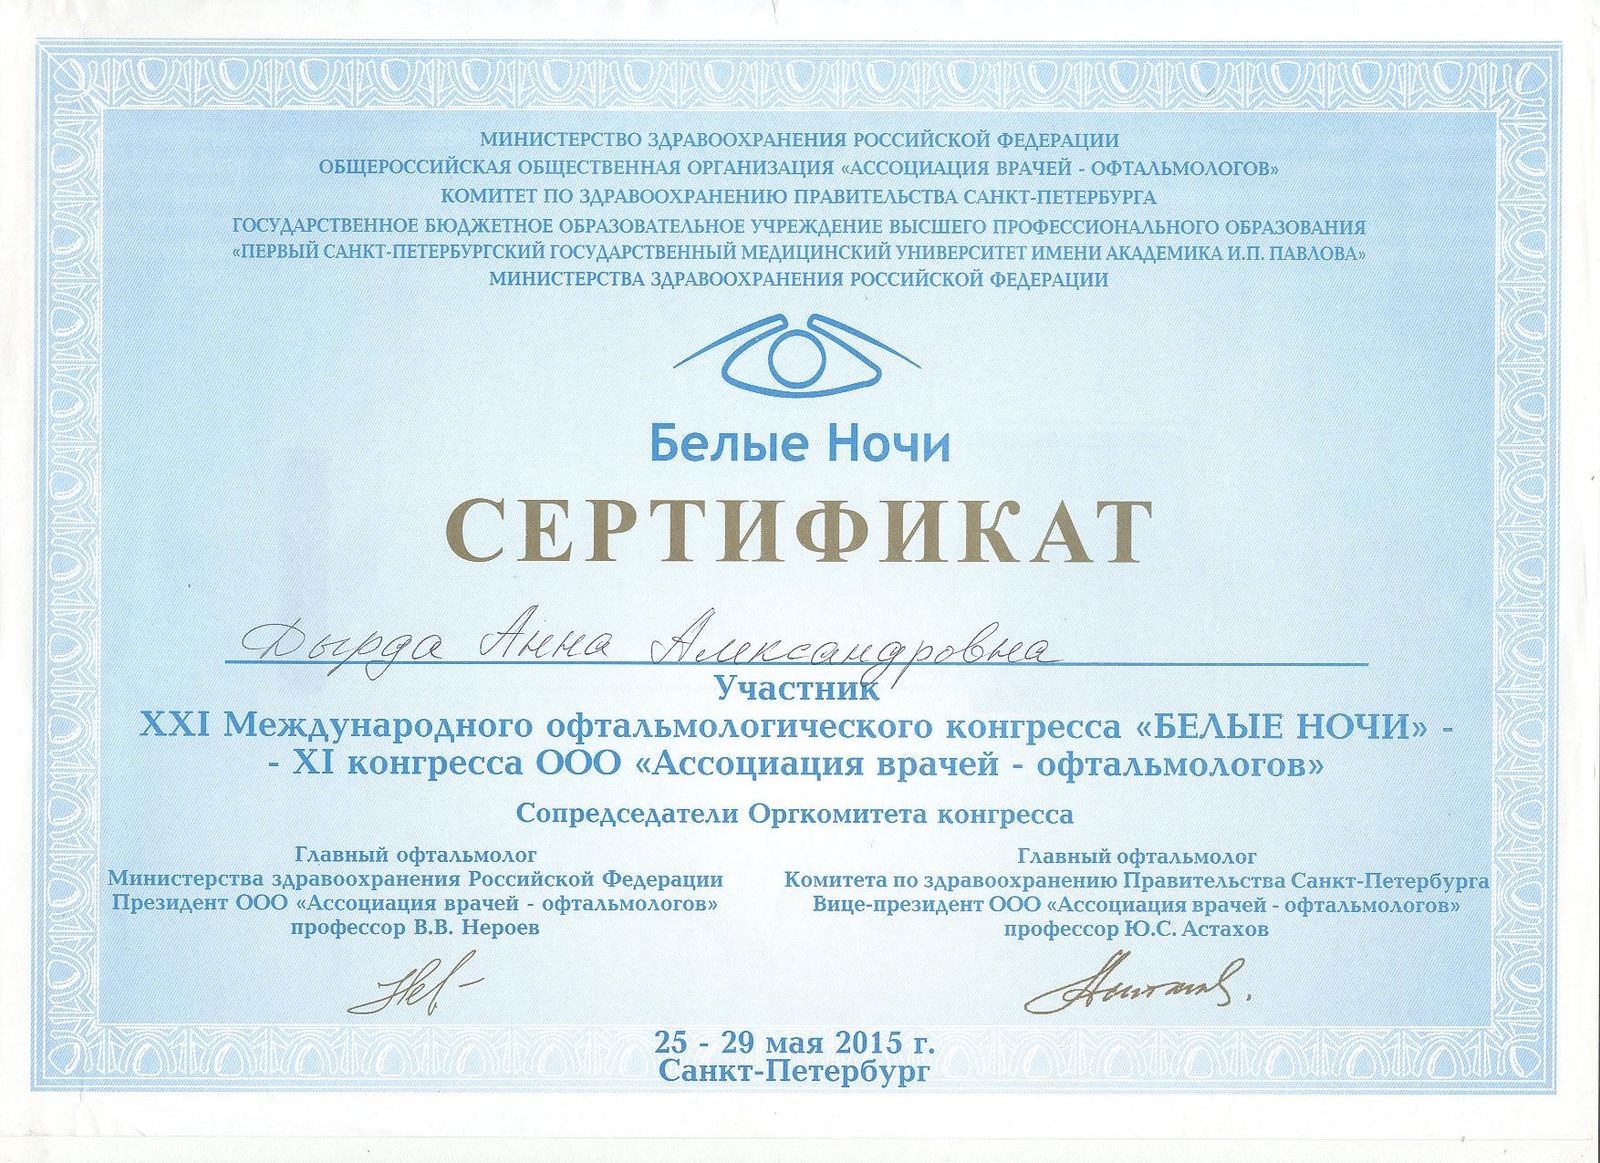 МИНИСТЕРСТВО ЗДРАВООХРАНЕНИЯ РОССИЙСКОЙ ФЕДЕРАЦИИ
ОБЩЕРОССИЙСКАЯ ОБЩЕСТВЕННАЯ ОРГАНИЗАЦИЯ «АССОЦИАЦИЯ ВРАЧЕЙ - ОФТАЛЬМОЛОГОВ»
КОМИТЕТ ПО ЗДРАВООХРАНЕНИЮ ПРАВИТЕЛЬСТВА САНКТ-ПЕТЕРБУРГА
ГОСУДАРСТВЕННОЕ БЮДЖЕТНОЕ ОБРАЗОВАТЕЛЬНОЕ УЧРЕЖДЕНИЕ ВЫСШЕГО ПРОФЕССИОНАЛЬНОГО ОБРАЗОВАНИЯ
«ПЕРВЫЙ САНКТ-ПЕТЕРБУРГСКИЙ ГОСУДАРСТВЕННЫЙ МЕДИЦИНСКИЙ УНИВЕРСИТЕТ ИМЕНИ АКАДЕМИКА И.П. ПАВЛОВА»
МИНИСТЕРСТВА ЗДРАВООХРАНЕНИЯ РОССИЙСКОЙ ФЕДЕРАЦИИ
Белые Ночи
СЕРТИФИКАТ
Дырда Анна Александровна
Участник
XXI Международного офтальмологического конгресса «БЕЛЫЕ НОЧИ» -
- XI конгресса ООО «Ассоциация врачей - офтальмологов»
Сопредседатели Оргкомитета конгресса
Главный офтальмолог
Министерства здравоохранения Российской Федерации
Президент ООО «Ассоциация врачей - офтальмологов»
профессор В.В. Нероев
Главный офтальмолог
Комитета по здравоохранению Правительства Санкт-Петербурга
Вице-президент ООО «Ассоциация врачей - офтальмологов»
профессор Ю.С. Астахов
25 - 29 мая 2015 г.
Санкт-Петербург